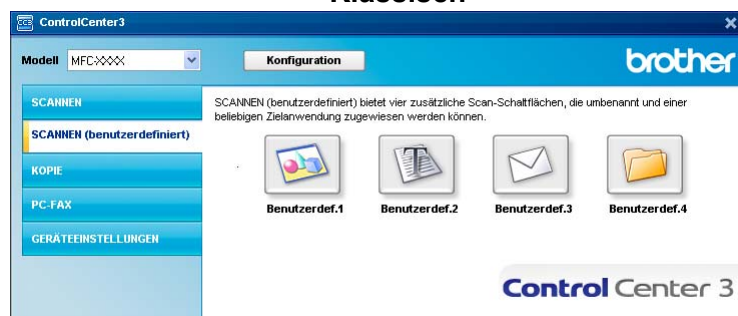 ControlCenter3
Modell MFC-XXXX Konfiguration brother
SCANNEN
SCANNEN (benutzerdefiniert)
KOPIE
PC-FAX
GERÄTEEINSTELLUNGEN
SCANNEN (benutzerdefiniert) bietet vier zusätzliche Scan-Schaltflächen, die umbenannt und einer
beliebigen Zielanwendung zugewiesen werden können.
Benutzerdef.1 Benutzerdef.2 Benutzerdef.3 Benutzerdef.4
Control Center 3